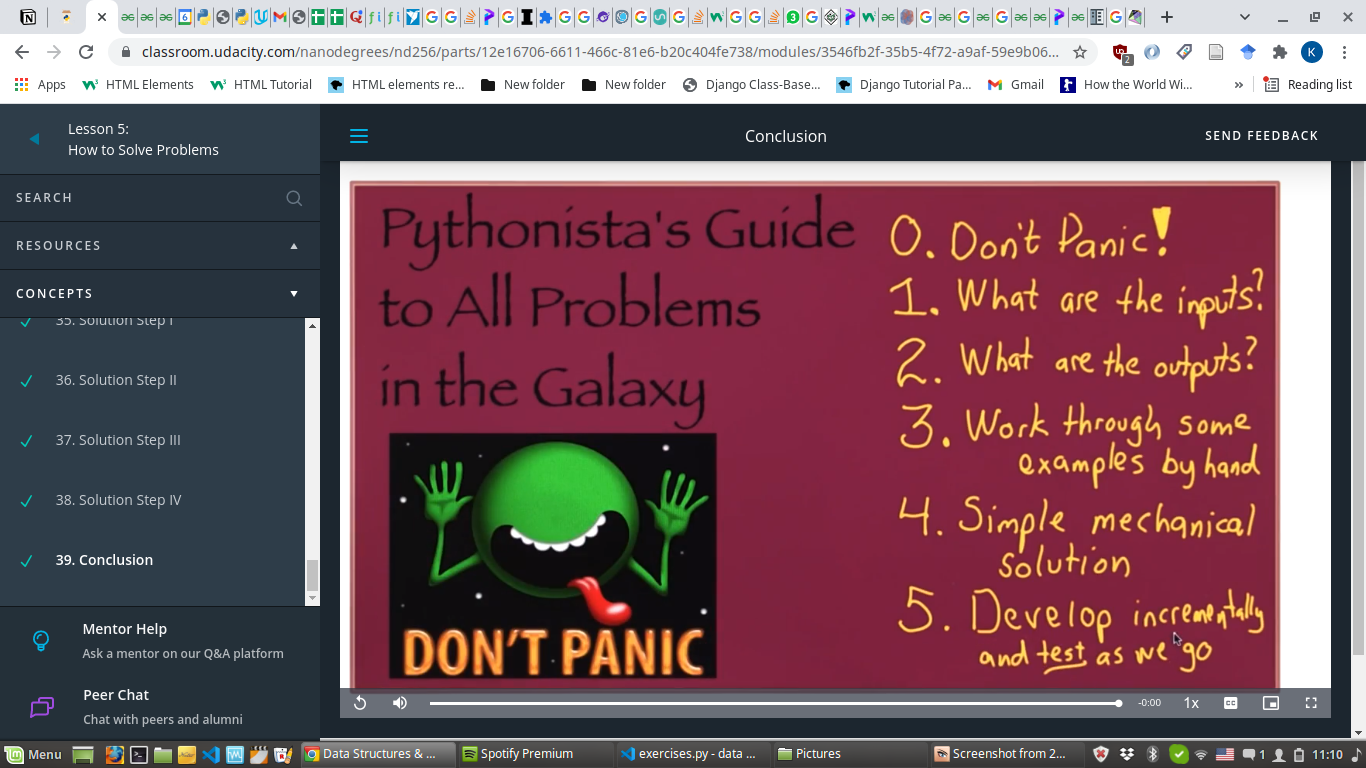 classroom.udacity.com/nanodegrees/nd256/parts/12e16706-6611-466c-81e6-b20c404fe738/modules/3546fb2f-35b5-4f72-a9af-59e9b06...
K
2
Apps
HTML Elements
HTML Tutorial
HTML elements re...
New folder
New folder
Django Class-Base...
Django Tutorial Pa...
Gmail
How the World Wi...
»
Reading list
Lesson 5:
How to Solve Problems
SEARCH
RESOURCES
CONCEPTS
35. Solution Step I
36. Solution Step II
37. Solution Step III
38. Solution Step IV
39. Conclusion
Mentor Help
Ask a mentor on our Q&A platform
Peer Chat
Chat with peers and alumni
Conclusion
SEND FEEDBACK
Pythonista's Guide
to All Problems
in the Galaxy
DON'T PANIC
0. Don't Panic!
1. What are the inputs?
2. What are the outputs?
3. Work through some
examples by hand
4. Simple mechanical
solution
5. Develop incrementally
and test as we go
-0:00
1x
CC
Menu
Data Structures & ...
Spotify Premium
exercises.py - data ...
Pictures
Screenshot from 2...
1
11:10